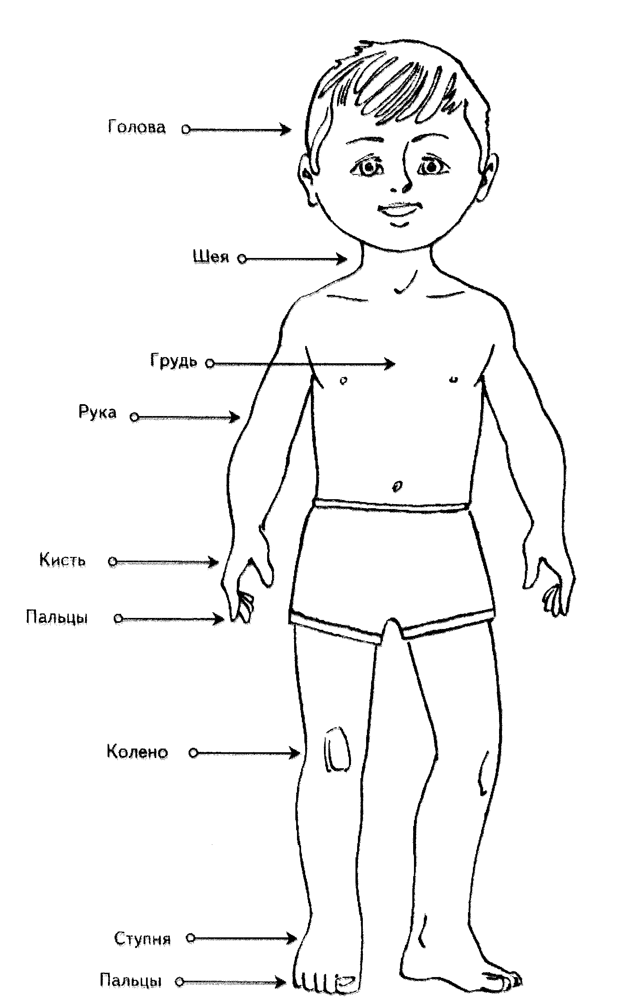 Голова
Шея
Грудь
Рука
Кисть
Пальцы
Колено
Ступня
Пальцы